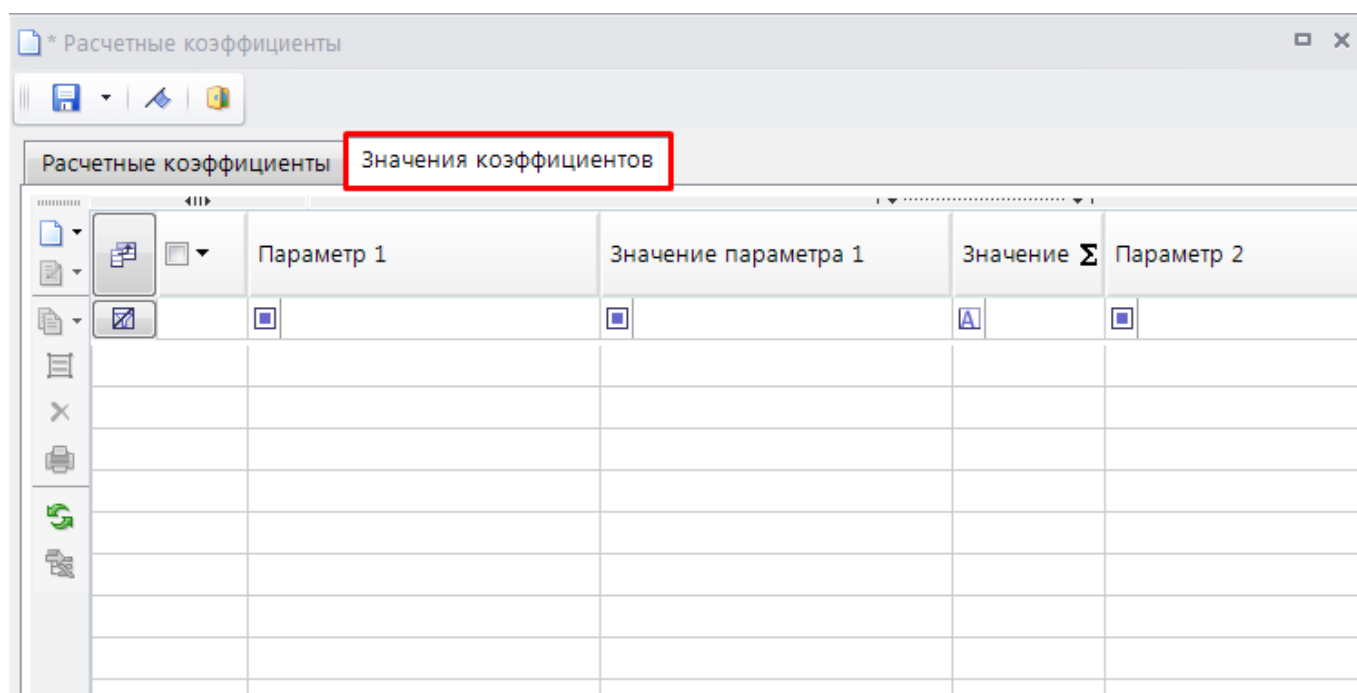 * Расчетные коэффициенты
Расчетные коэффициенты Значения коэффициентов
Параметр 1 Значение параметра 1 Значение Σ Параметр 2
A